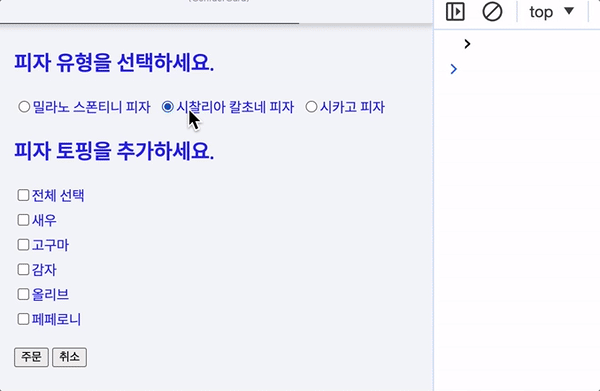 top
피자 유형을 선택하세요.
밀라노 스폰티니 피자 시찰리아 칼초네 피자 시카고 피자
피자 토핑을 추가하세요.
전체 선택
새우
고구마
감자
올리브
페페로니
주문 취소